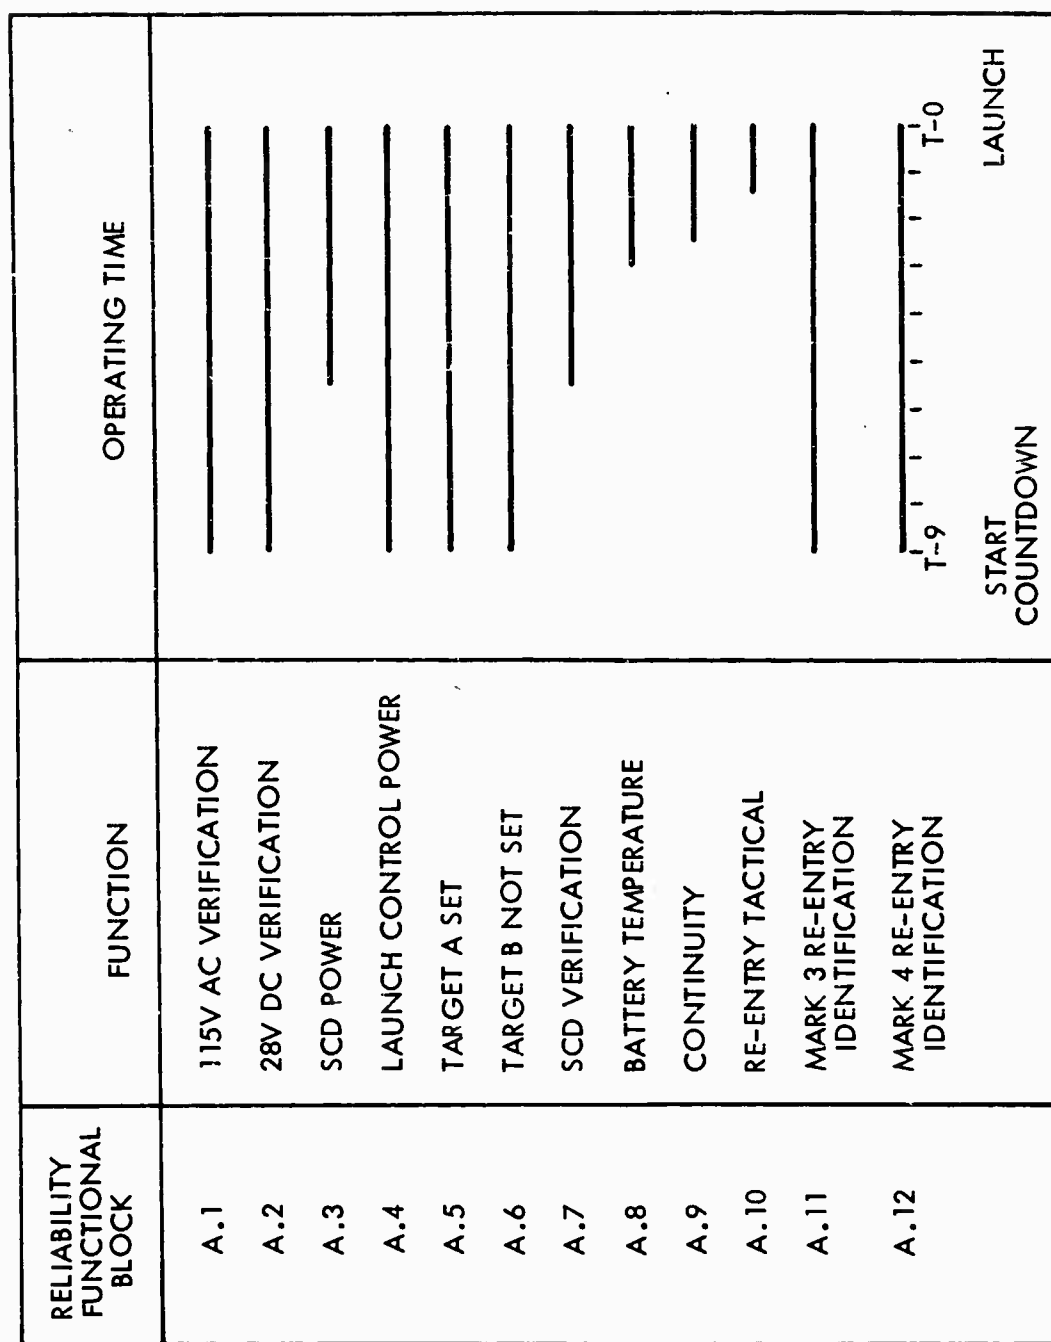 RELIABILITY
FUNCTIONAL
BLOCK
FUNCTION
OPERATING TIME
A.1 115V AC VERIFICATION
A.2 28V DC VERIFICATION
A.3 SCD POWER
A.4 LAUNCH CONTROL POWER
A.5 TARGET A SET
A.6 TARGET B NOT SET
A.7 SCD VERIFICATION
A.8 BATTERY TEMPERATURE
A.9 CONTINUITY
A.10 RE-ENTRY TACTICAL
A.11 MARK 3 RE-ENTRY
IDENTIFICATION
A.12 MARK 4 RE-ENTRY
IDENTIFICATION
T-9 T-0
START
COUNTDOWN
LAUNCH